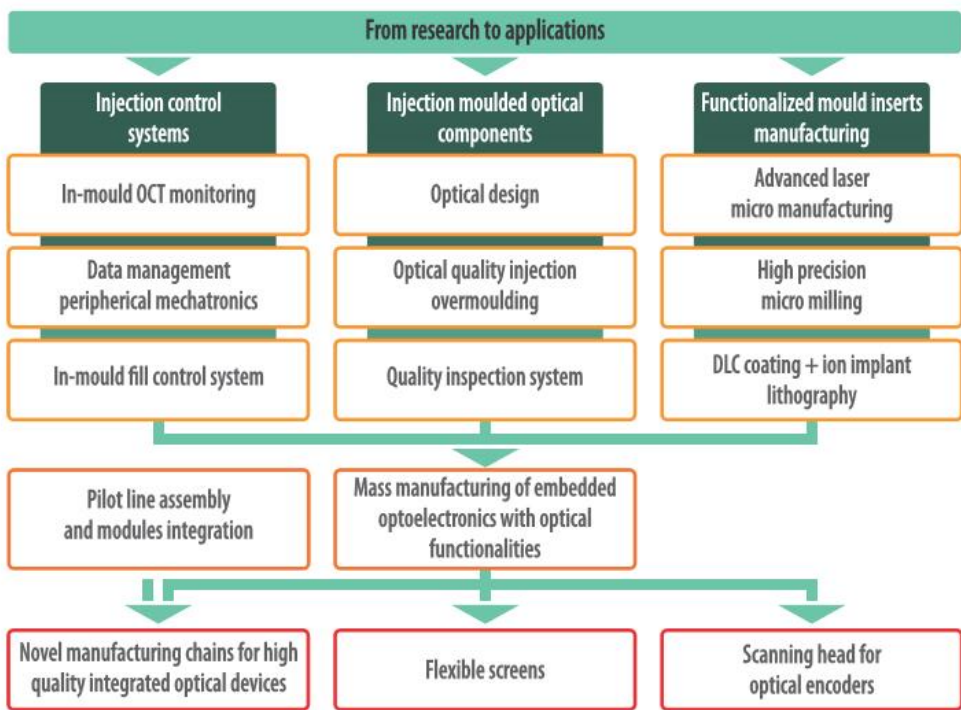 From research to applications
Injection control
systems
Injection moulded optical
components
Functionalized mould inserts
manufacturing
In-mould OCT monitoring
Optical design
Advanced laser
micro manufacturing
Data management
peripherical mechatronics
Optical quality injection
overmoulding
High precision
micro milling
In-mould fill control system
Quality inspection system
DLC coating + ion implant
lithography
Pilot line assembly
and modules integration
Mass manufacturing of embedded
optoelectronics with optical
functionalities
Novel manufacturing chains for high
quality integrated optical devices
Flexible screens
Scanning head for
optical encoders